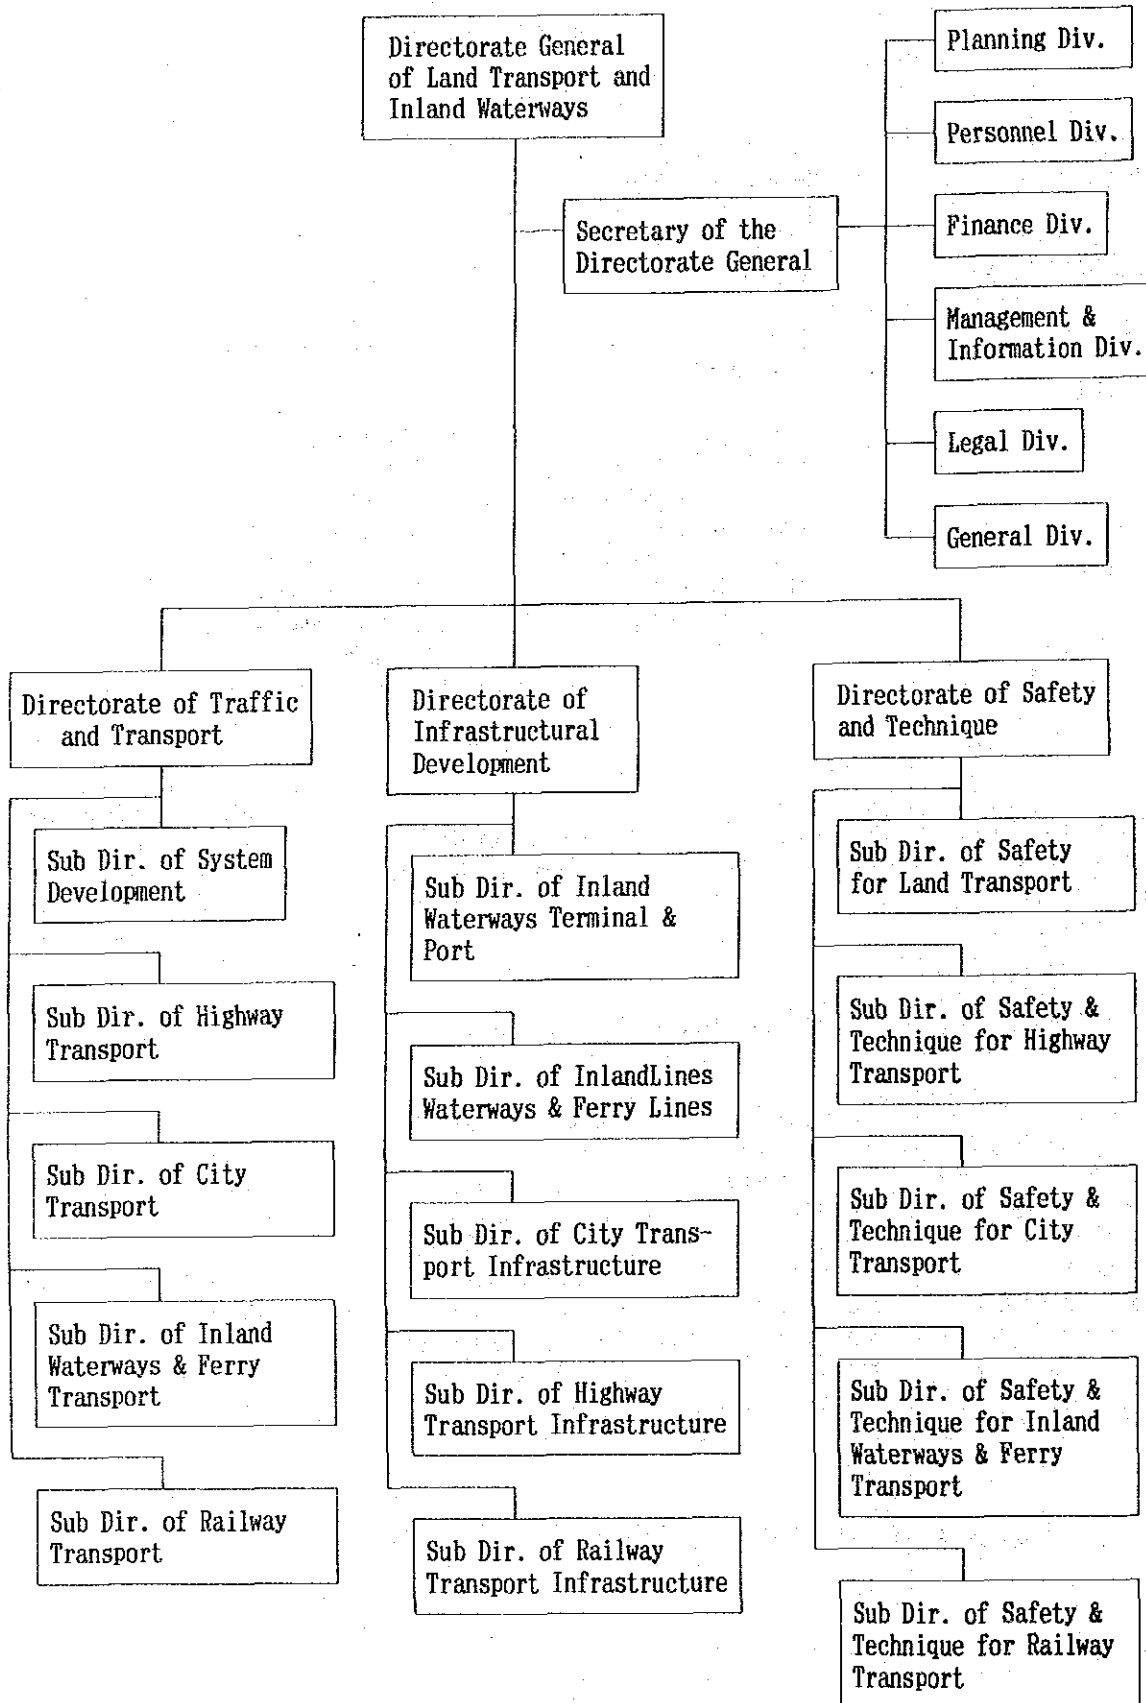 Directorate General
of Land Transport and
Inland Waterways
Planning Div.
Personnel Div.
Secretary of the
Directorate General
Finance Div.
Management &
Information Div.
Legal Div.
General Div.
Directorate of Traffic
and Transport
Sub Dir. of System
Development
Sub Dir. of Highway
Transport
Sub Dir. of City
Transport
Sub Dir. of Inland
Waterways & Ferry
Transport
Sub Dir. of Railway
Transport
Directorate of
Infrastructural
Development
Sub Dir. of Inland
Waterways Terminal &
Port
Sub Dir. of InlandLines
Waterways & Ferry Lines
Sub Dir. of City Trans-
port Infrastructure
Sub Dir. of Highway
Transport Infrastructure
Sub Dir. of Railway
Transport Infrastructure
Directorate of Safety
and Technique
Sub Dir. of Safety
for Land Transport
Sub Dir. of Safety &
Technique for Highway
Transport
Sub Dir. of Safety &
Technique for City
Transport
Sub Dir. of Safety &
Technique for Inland
Waterways & Ferry
Transport
Sub Dir. of Safety &
Technique for Railway
Transport